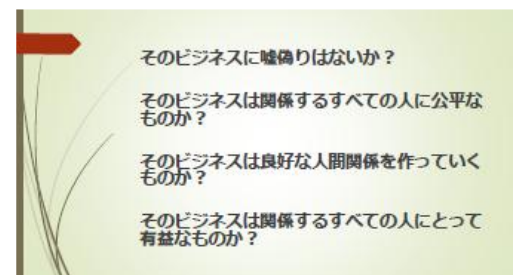 そのビジネスに嘘偽りはないか？
そのビジネスは関係するすべての人に公平な
ものか？
そのビジネスは良好な人間関係を作っていく
ものか？
そのビジネスは関係するすべての人にとって
有益なものか？